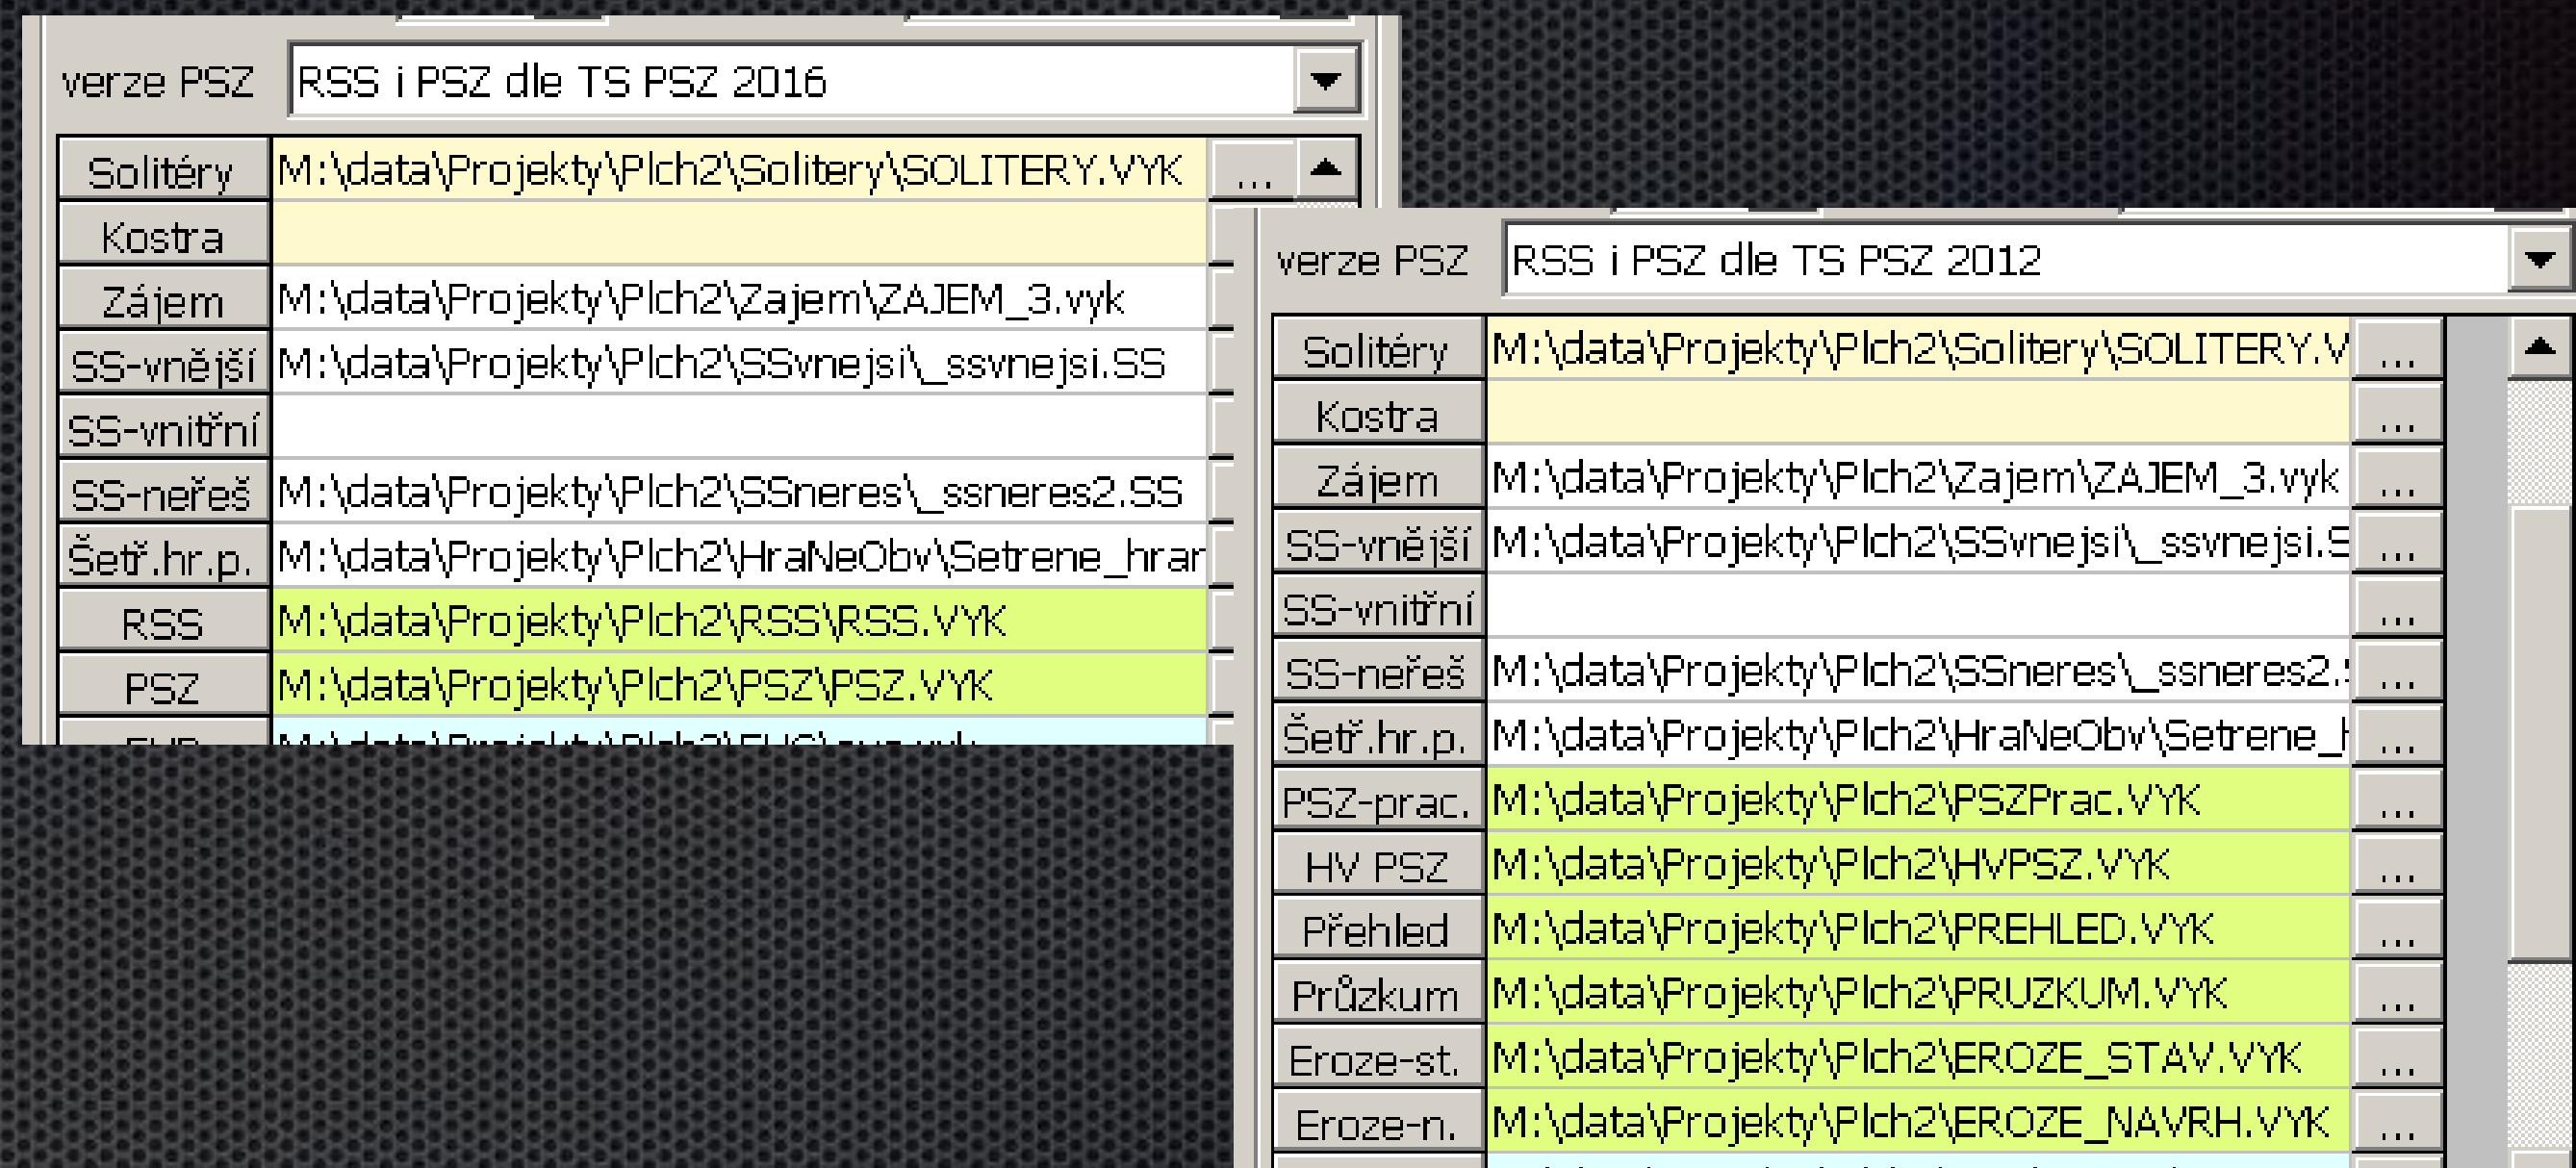 verze PSZ RSS i PSZ dle TS PSZ 2016
Solitéry M:\data\Projekty\Plch2\Solitery\SOLITERY.VYK ...
Kostra
Zájem M:\data\Projekty\Plch2\Zajem\ZAJEM_3.vyk
SS-vnější M:\data\Projekty\Plch2\SSvnejsi\_ssvnejsi.SS
SS-vnitřní
SS-neřeš M:\data\Projekty\Plch2\SSneres\_ssneres2.SS
Šetř.hr.p. M:\data\Projekty\Plch2\HraNeObv\Setrene_hran
RSS M:\data\Projekty\Plch2\RSS\RSS.VYK
PSZ M:\data\Projekty\Plch2\PSZ\PSZ.VYK
verze PSZ RSS i PSZ dle TS PSZ 2012
Solitéry M:\data\Projekty\Plch2\Solitery\SOLITERY.V ...
Kostra ...
Zájem M:\data\Projekty\Plch2\Zajem\ZAJEM_3.vyk ...
SS-vnější M:\data\Projekty\Plch2\SSvnejsi\_ssvnejsi.S ...
SS-vnitřní ...
SS-neřeš M:\data\Projekty\Plch2\SSneres\_ssneres2.S ...
Šetř.hr.p. M:\data\Projekty\Plch2\HraNeObv\Setrene_h ...
PSZ-prac. M:\data\Projekty\Plch2\PSZPrac.VYK ...
HV PSZ M:\data\Projekty\Plch2\HVPSZ.VYK ...
Přehled M:\data\Projekty\Plch2\PREHLED.VYK ...
Průzkum M:\data\Projekty\Plch2\PRUZKUM.VYK ...
Eroze-st. M:\data\Projekty\Plch2\EROZE_STAV.VYK ...
Eroze-n. M:\data\Projekty\Plch2\EROZE_NAVRH.VYK ...